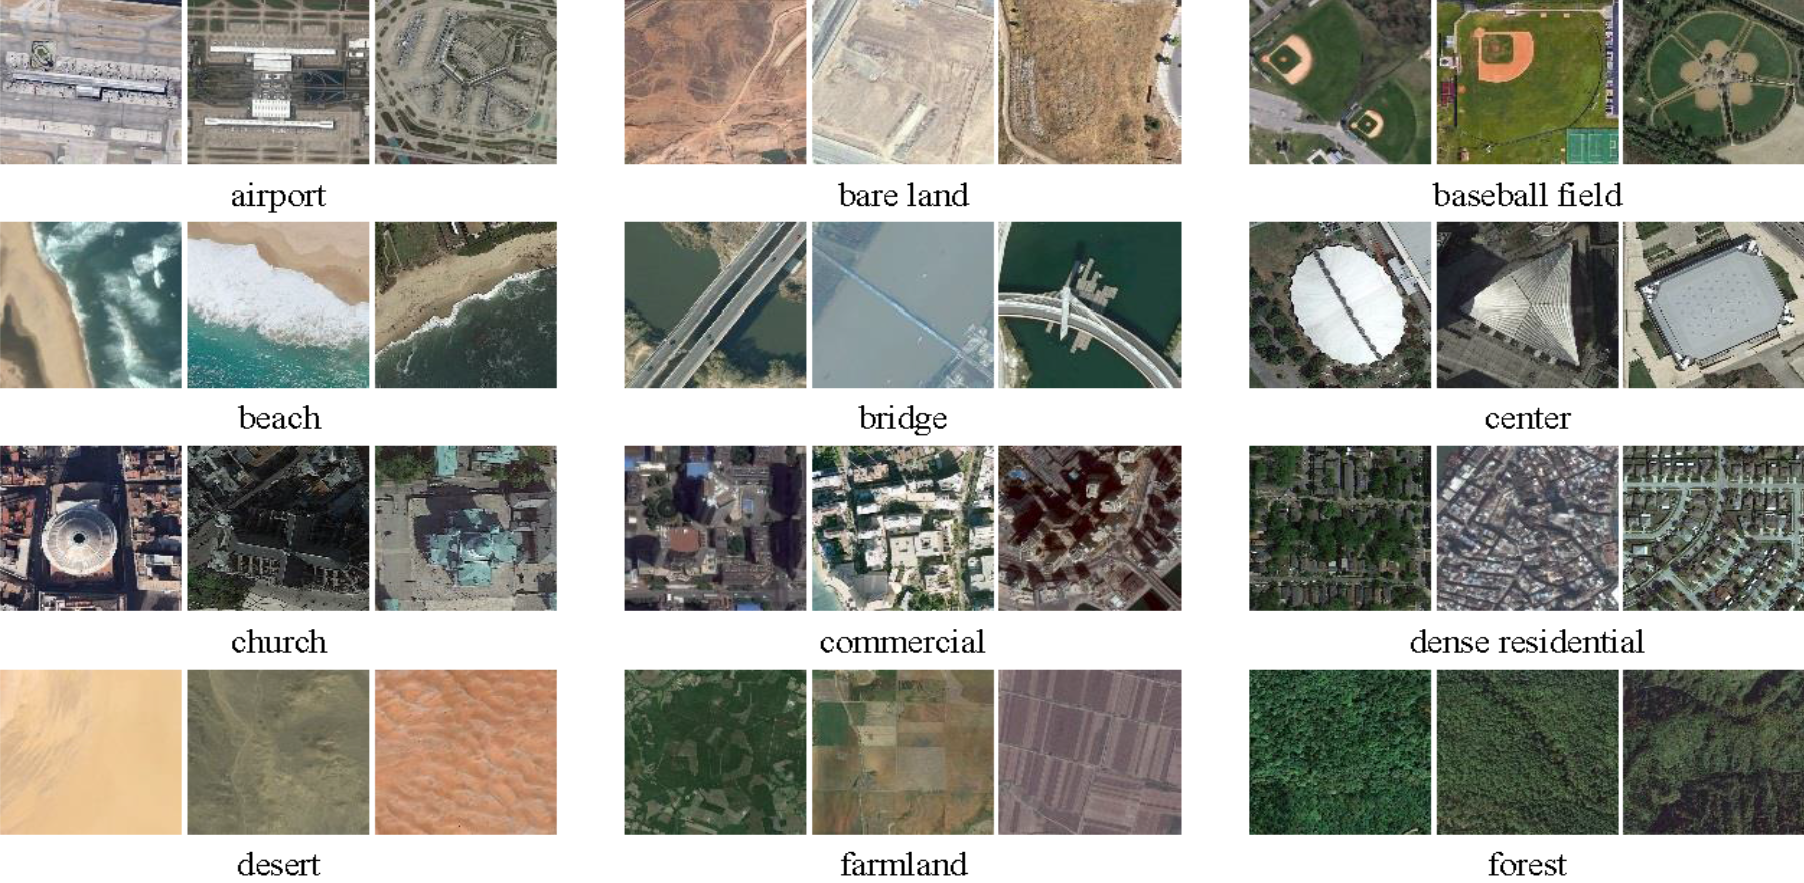 airport
bare land
baseball field
beach
bridge
center
church
commercial
dense residential
desert
farmland
forest